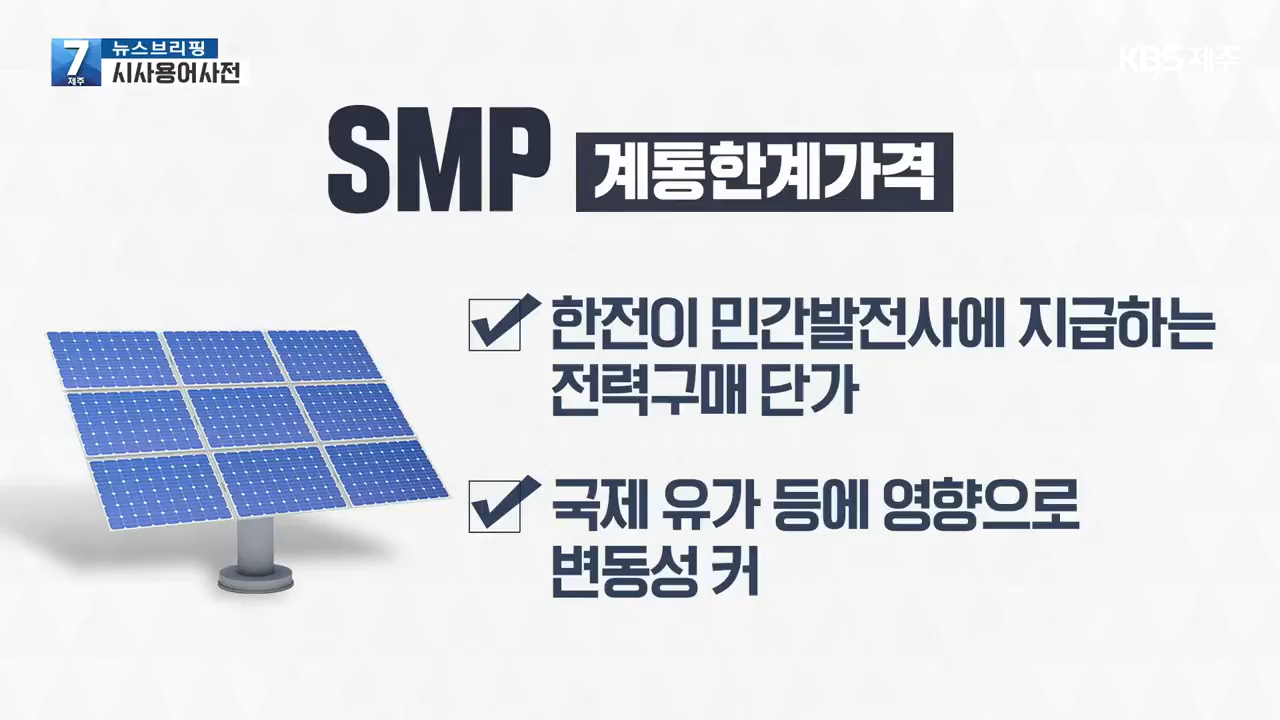 7 뉴스브리핑
제주 시사용어사전
KBS 제주
SMP 계통한계가격
한전이 민간발전사에 지급하는
전력구매 단가
국제 유가 등에 영향으로
변동성 커